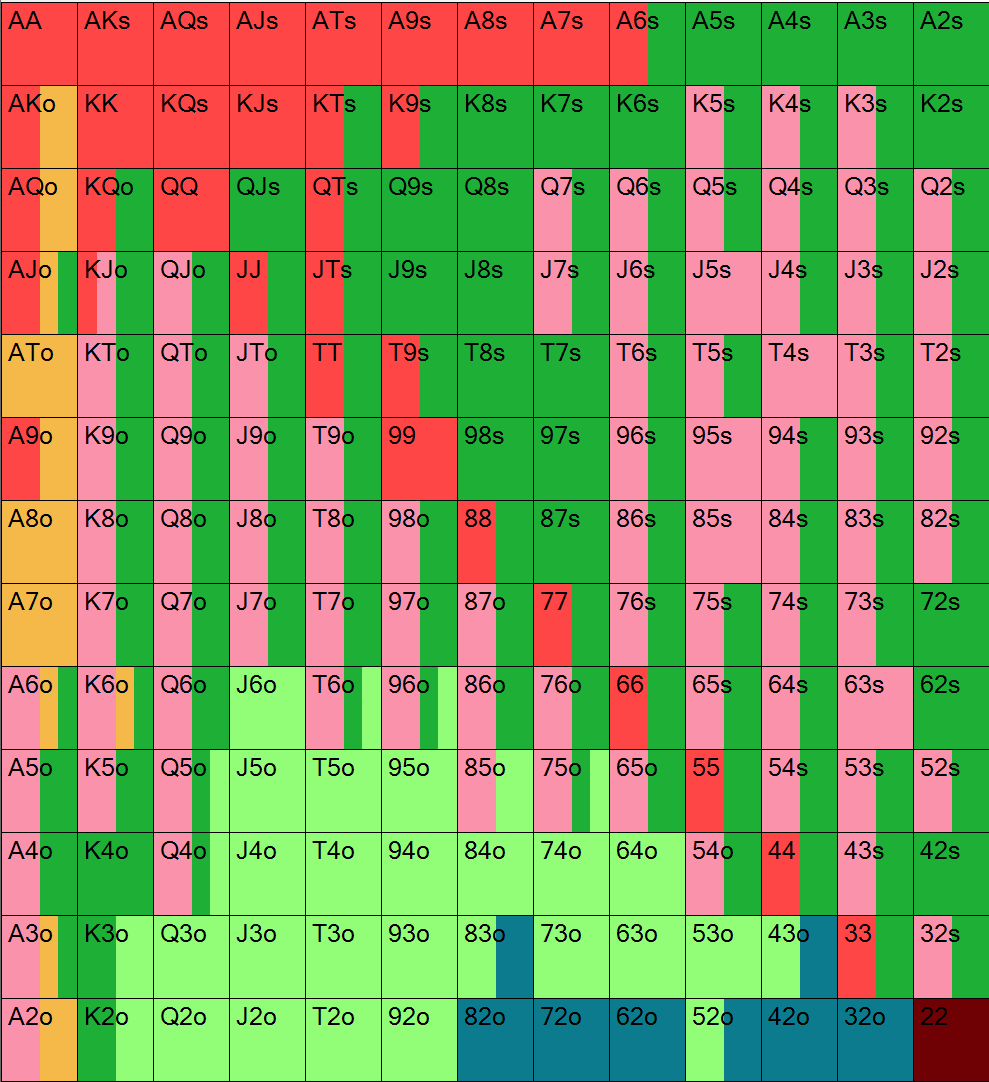 AA AKs AQs AJs ATs A9s A8s A7s A6s A5s A4s A3s A2s
AKo KK KQs KJs KTs K9s K8s K7s K6s K5s K4s K3s K2s
AQo KQo QQ QJs QTs Q9s Q8s Q7s Q6s Q5s Q4s Q3s Q2s
AJo KJo QJo JJ JTs J9s J8s J7s J6s J5s J4s J3s J2s
ATo KTo QTo JTo TT T9s T8s T7s T6s T5s T4s T3s T2s
A9o K9o Q9o J9o T9o 99 98s 97s 96s 95s 94s 93s 92s
A8o K8o Q8o J8o T8o 98o 88 87s 86s 85s 84s 83s 82s
A7o K7o Q7o J7o T7o 97o 87o 77 76s 75s 74s 73s 72s
A6o K6o Q6o J6o T6o 96o 86o 76o 66 65s 64s 63s 62s
A5o K5o Q5o J5o T5o 95o 85o 75o 65o 55 54s 53s 52s
A4o K4o Q4o J4o T4o 94o 84o 74o 64o 54o 44 43s 42s
A3o K3o Q3o J3o T3o 93o 83o 73o 63o 53o 43o 33 32s
A2o K2o Q2o J2o T2o 92o 82o 72o 62o 52o 42o 32o 22